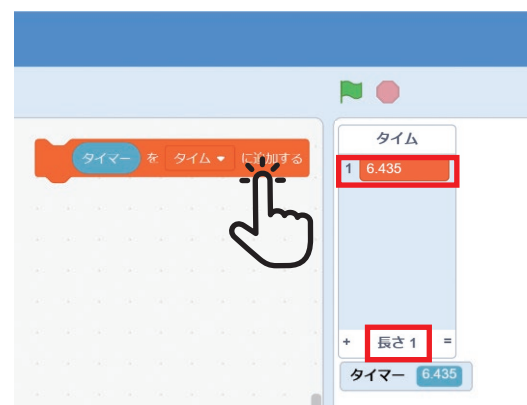 タイマー を タイム に追加する
タイム
1 6.435
+ 長さ 1 =
タイマー 6.435